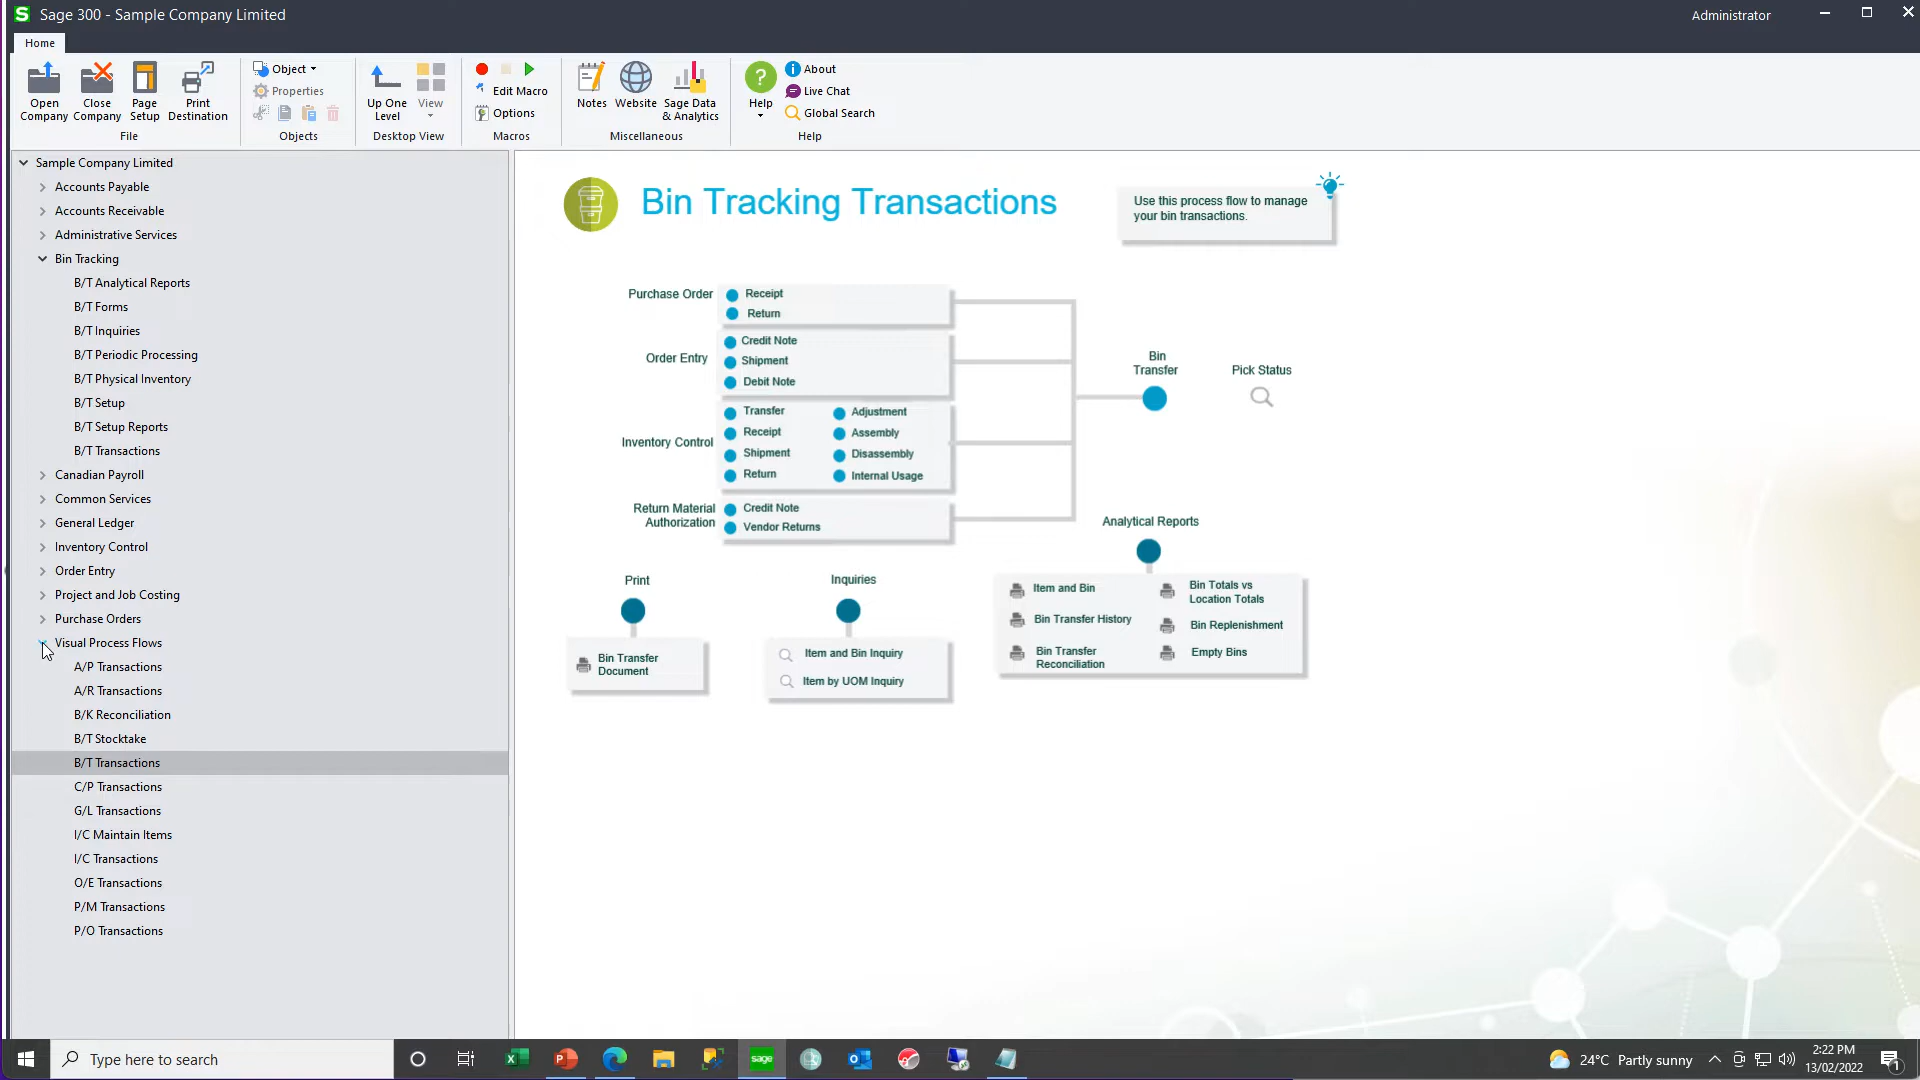 Sage 300 - Sample Company Limited
Administrator
Home
Open Company
Close Company
Page Setup
Print Destination
File
Object
Properties
Objects
Up One Level
View
Desktop View
Edit Macro
Options
Macros
Notes
Website
Sage Data & Analytics
Miscellaneous
Help
About
Live Chat
Global Search
Help
Sample Company Limited
Accounts Payable
Accounts Receivable
Administrative Services
Bin Tracking
B/T Analytical Reports
B/T Forms
B/T Inquiries
B/T Periodic Processing
B/T Physical Inventory
B/T Setup
B/T Setup Reports
B/T Transactions
Canadian Payroll
Common Services
General Ledger
Inventory Control
Order Entry
Project and Job Costing
Purchase Orders
Visual Process Flows
A/P Transactions
A/R Transactions
B/K Reconciliation
B/T Stocktake
B/T Transactions
C/P Transactions
G/L Transactions
I/C Maintain Items
I/C Transactions
O/E Transactions
P/M Transactions
P/O Transactions
Bin Tracking Transactions
Use this process flow to manage
your bin transactions.
Purchase Order
Receipt
Return
Order Entry
Credit Note
Shipment
Debit Note
Inventory Control
Transfer
Receipt
Shipment
Return
Adjustment
Assembly
Disassembly
Internal Usage
Return Material
Authorization
Credit Note
Vendor Returns
Bin
Transfer
Pick Status
Print
Bin Transfer
Document
Inquiries
Item and Bin Inquiry
Item by UOM Inquiry
Analytical Reports
Item and Bin
Bin Transfer History
Bin Transfer
Reconciliation
Bin Totals vs
Location Totals
Bin Replenishment
Empty Bins
Type here to search
sage
24°C Partly sunny
2:22 PM
13/02/2022
1